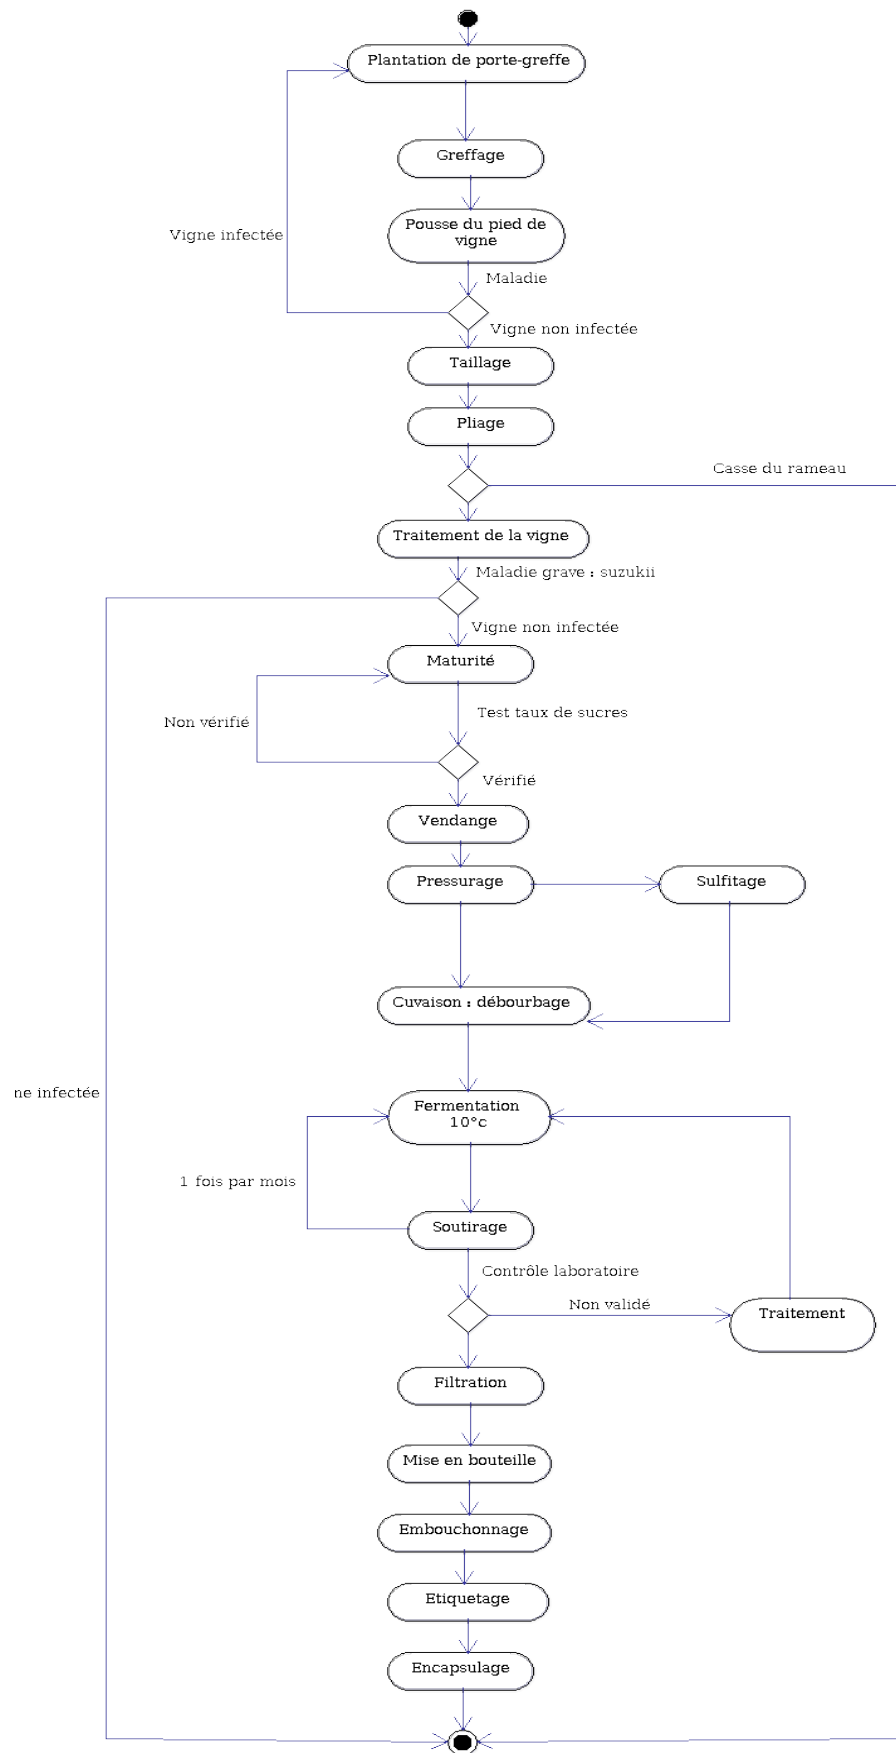 Plantation de porte-greffe
Greffage
Vigne infectée
Pousse du pied de
vigne
Maladie
Vigne non infectée
Taillage
Pliage
Casse du rameau
Traitement de la vigne
Maladie grave : suzukii
Vigne non infectée
Maturité
Test taux de sucres
Non vérifié
Vérifié
Vendange
Pressurage
Sulfitage
Cuvaison : débourbage
ne infectée
Fermentation
10°c
1 fois par mois
Soutirage
Contrôle laboratoire
Non validé
Traitement
Filtration
Mise en bouteille
Embouchonnage
Etiquetage
Encapsulage